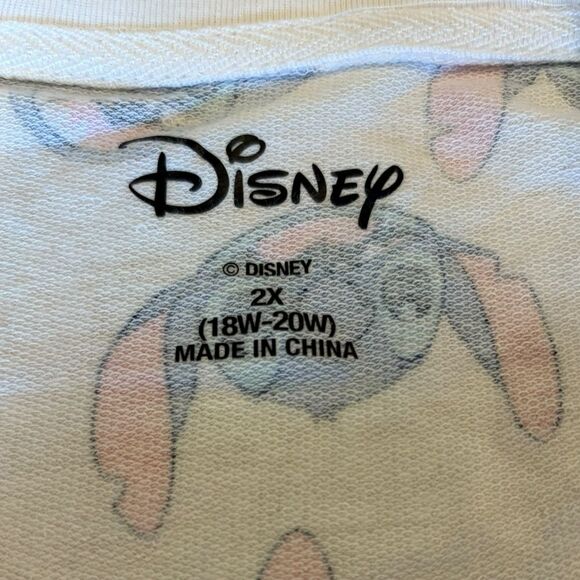 Disney
© DISNEY
2X
(18W-20W)
MADE IN CHINA